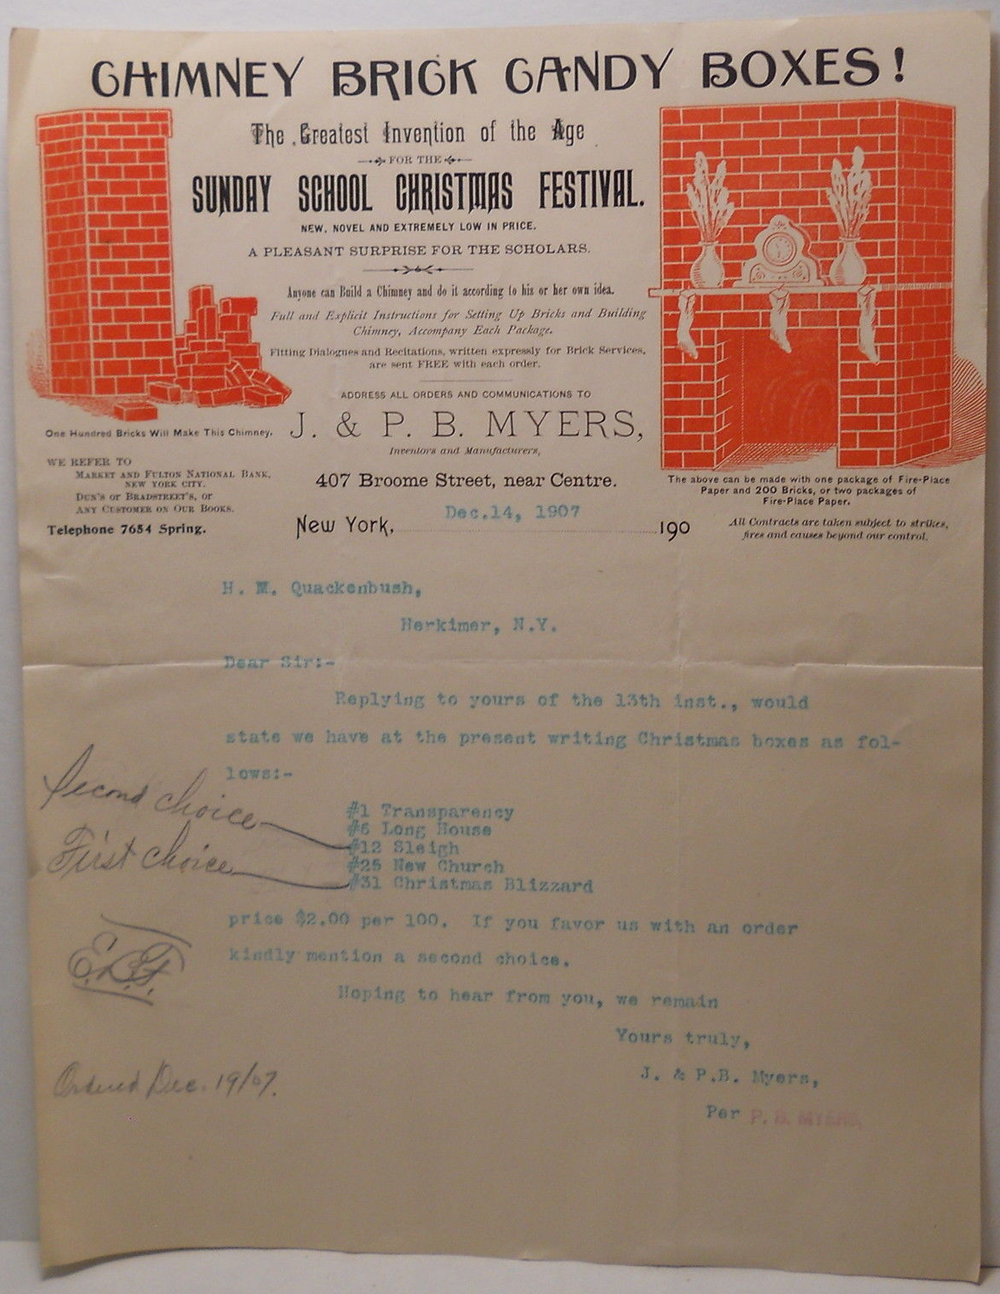 CHIMNEY BRICK CANDY BOXES!
The Greatest Invention of the Age
FOR THE
SUNDAY SCHOOL CHRISTMAS FESTIVAL.
NEW, NOVEL AND EXTREMELY LOW IN PRICE.
A PLEASANT SURPRISE FOR THE SCHOLARS.
Anyone can Build a Chimney and do it according to his or her own idea.
Full and Explicit Instructions for Setting Up Bricks and Building
Chimney, Accompany Each Package.
Fitting Dialogues and Recitations, written expressly for Brick Services,
are sent FREE with each order.
ADDRESS ALL ORDERS AND COMMUNICATIONS TO
J. & P. B. MYERS,
Inventors and Manufacturers,
407 Broome Street, near Centre.
One Hundred Bricks Will Make This Chimney.
WE REFER TO
MARKET AND FULTON NATIONAL BANK,
NEW YORK CITY.
DUN'S OR BRADSTREET'S, OR
ANY CUSTOMER ON OUR BOOKS.
Telephone 7654 Spring.
The above can be made with one package of Fire-Place
Paper and 200 Bricks, or two packages of
Fire-Place Paper.
All Contracts are taken subject to strikes,
fires and causes beyond our control.
New York, Dec.14, 1907 190
H. M. Quackenbush,
Herkimer, N.Y.
Dear Sir:-
Replying to yours of the 13th inst., would
state we have at the present writing Christmas boxes as fol-
lows:-
#1 Transparency
#6 Long House
Second choice #12 Sleigh
#25 New Church
First choice #31 Christmas Blizzard
price $2.00 per 100. If you favor us with an order
kindly mention a second choice.
E.B.F.
Hoping to hear from you, we remain
Yours truly,
J. & P.B. Myers,
Per P. B. MYERS.
Ordered Dec. 19/07.